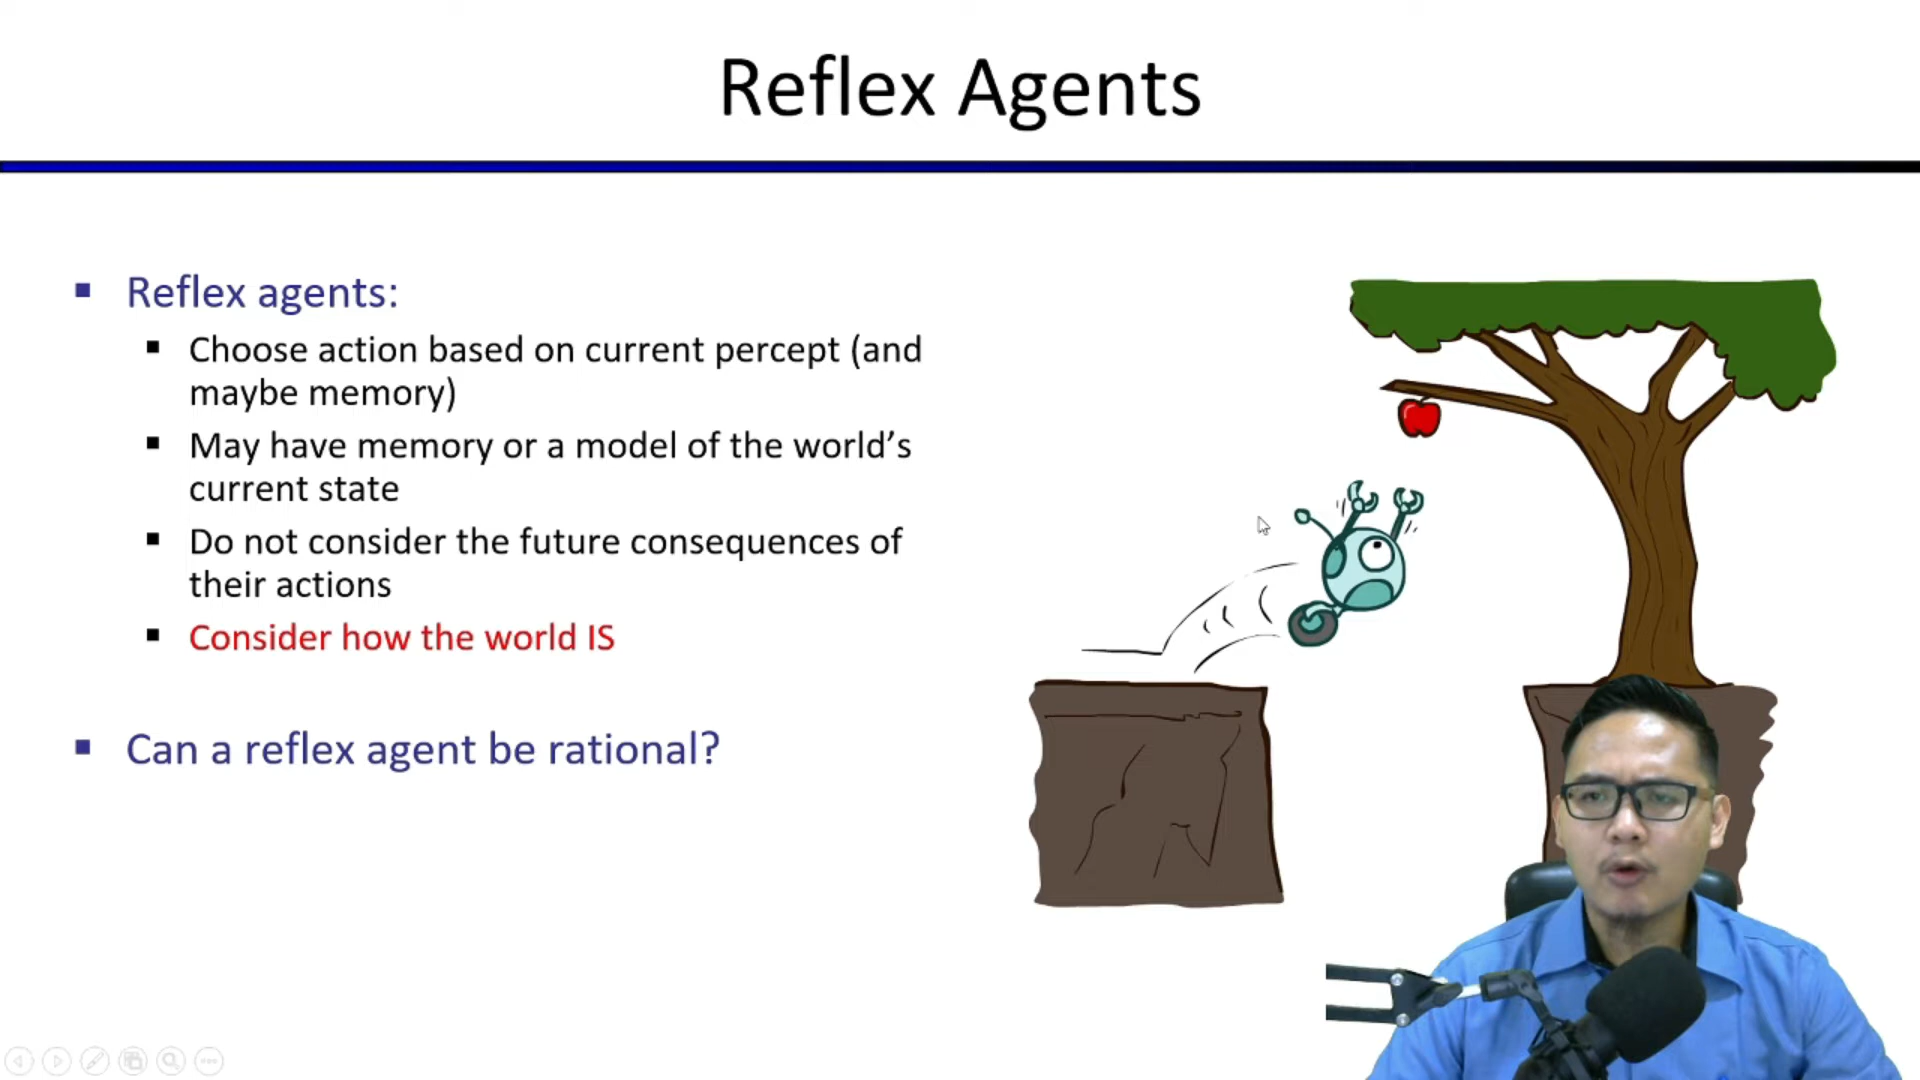 Reflex Agents
▪ Reflex agents:
▪ Choose action based on current percept (and
maybe memory)
▪ May have memory or a model of the world’s
current state
▪ Do not consider the future consequences of
their actions
▪ Consider how the world IS
▪ Can a reflex agent be rational?